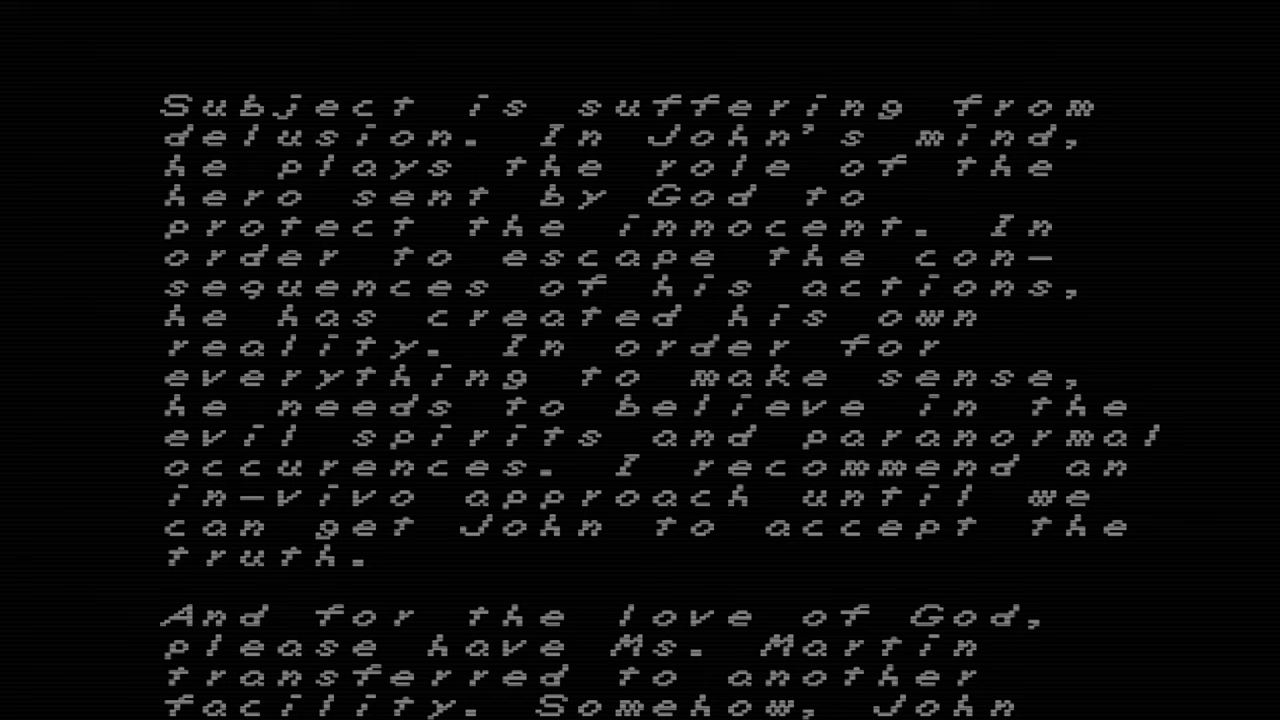 Subject is suffering from
delusion. In John's mind,
he plays the role of the
hero sent by God to
protect the innocent. In
order to escape the con-
sequences of his actions,
he has created his own
reality. In order for
everything to make sense,
he needs to believe in the
evil spirits and paranormal
occurences. I recommend an
in-vivo approach until we
can get John to accept the
truth.
And for the love of God,
please have Ms. Martin
transferred to another
facility. Somehow, John